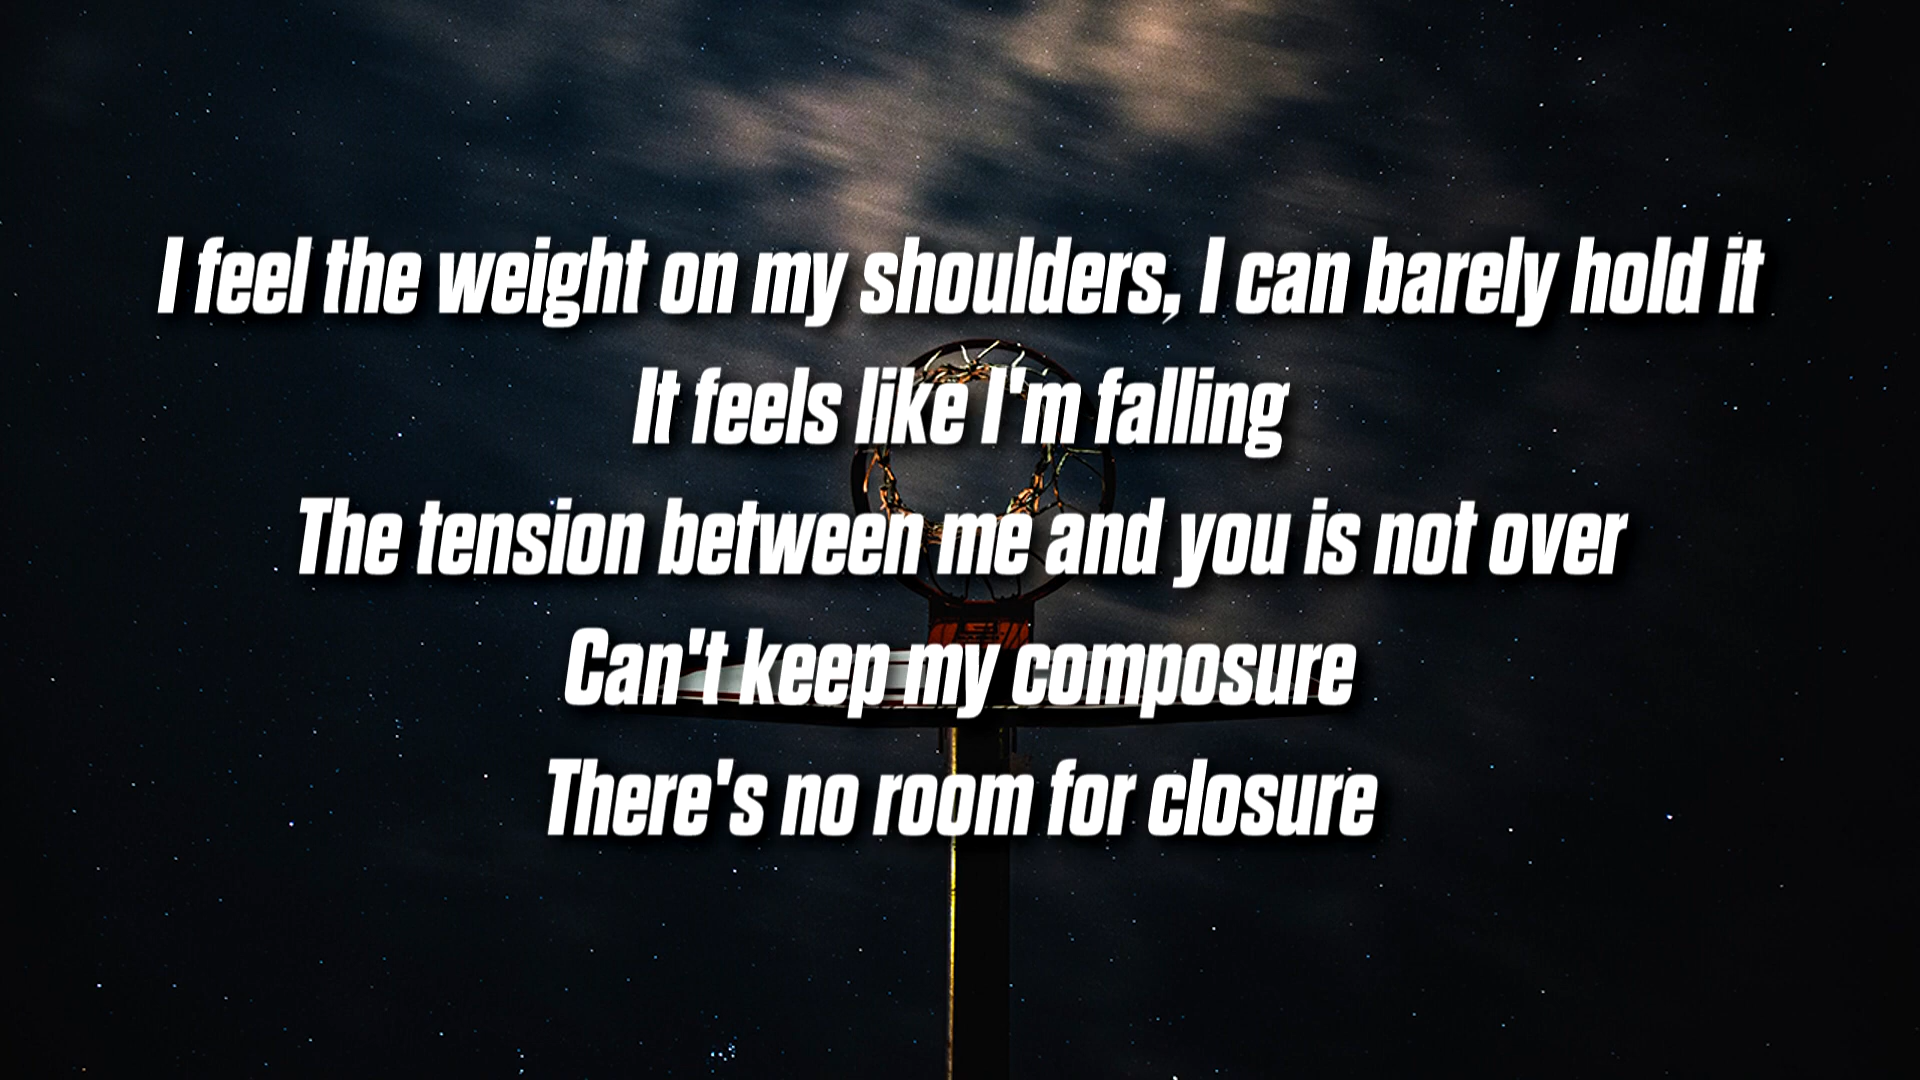 I feel the weight on my shoulders, I can barely hold it
It feels like I'm falling
The tension between me and you is not over
Can't keep my composure
There's no room for closure